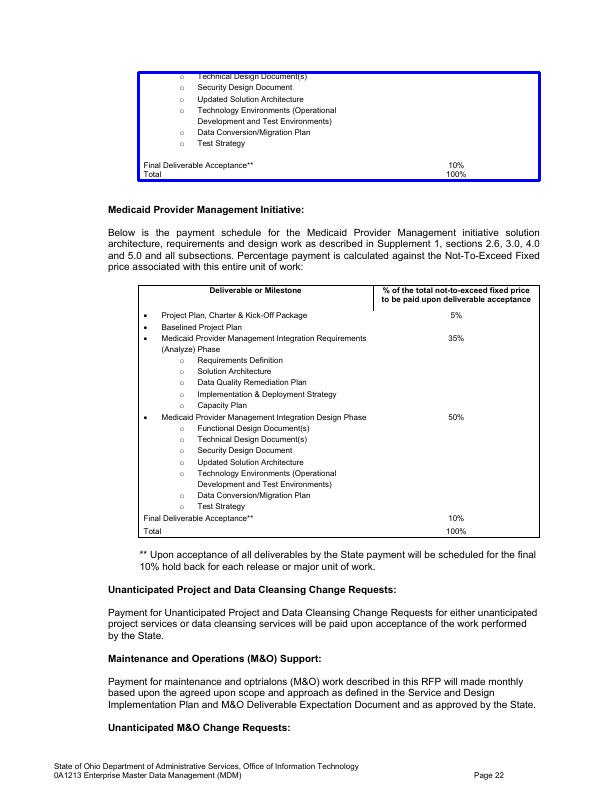 ○ Technical Design Document(s)
○ Security Design Document
○ Updated Solution Architecture
○ Technology Environments (Operational
Development and Test Environments)
○ Data Conversion/Migration Plan
○ Test Strategy
Final Deliverable Acceptance** 10%
Total 100%
Medicaid Provider Management Initiative:
Below is the payment schedule for the Medicaid Provider Management initiative solution
architecture, requirements and design work as described in Supplement 1, sections 2.6, 3.0, 4.0
and 5.0 and all subsections. Percentage payment is calculated against the Not-To-Exceed Fixed
price associated with this entire unit of work:
Deliverable or Milestone % of the total not-to-exceed fixed price
to be paid upon deliverable acceptance
• Project Plan, Charter & Kick-Off Package 5%
• Baselined Project Plan
• Medicaid Provider Management Integration Requirements 35%
(Analyze) Phase
○ Requirements Definition
○ Solution Architecture
○ Data Quality Remediation Plan
○ Implementation & Deployment Strategy
○ Capacity Plan
• Medicaid Provider Management Integration Design Phase 50%
○ Functional Design Document(s)
○ Technical Design Document(s)
○ Security Design Document
○ Updated Solution Architecture
○ Technology Environments (Operational
Development and Test Environments)
○ Data Conversion/Migration Plan
○ Test Strategy
Final Deliverable Acceptance** 10%
Total 100%
** Upon acceptance of all deliverables by the State payment will be scheduled for the final
10% hold back for each release or major unit of work.
Unanticipated Project and Data Cleansing Change Requests:
Payment for Unanticipated Project and Data Cleansing Change Requests for either unanticipated
project services or data cleansing services will be paid upon acceptance of the work performed
by the State.
Maintenance and Operations (M&O) Support:
Payment for maintenance and optrialons (M&O) work described in this RFP will made monthly
based upon the agreed upon scope and approach as defined in the Service and Design
Implementation Plan and M&O Deliverable Expectation Document and as approved by the State.
Unanticipated M&O Change Requests:
State of Ohio Department of Administrative Services, Office of Information Technology
0A1213 Enterprise Master Data Management (MDM) Page 22